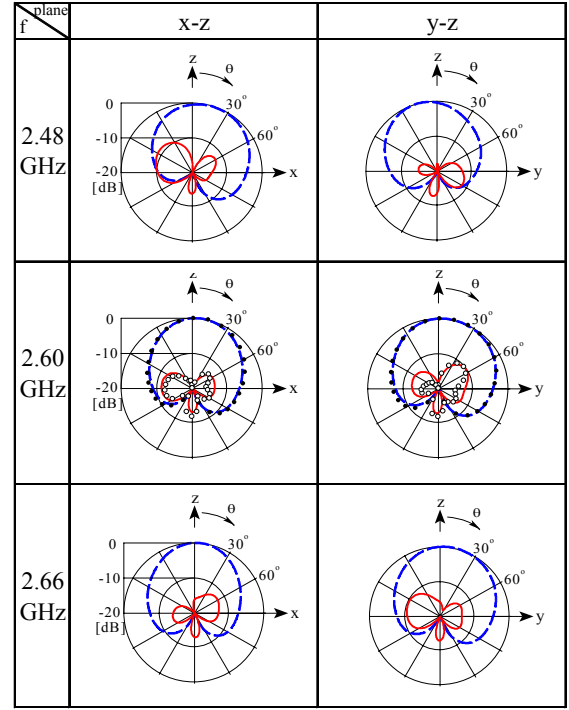 plane
f
x-z
y-z
2.48
GHz
z
θ
0
30°
-10
60°
-20
[dB]
x
z
θ
30°
60°
y
2.60
GHz
z
θ
0
30°
-10
60°
-20
[dB]
x
z
θ
30°
60°
y
2.66
GHz
z
θ
0
30°
-10
60°
-20
[dB]
x
z
θ
30°
60°
y